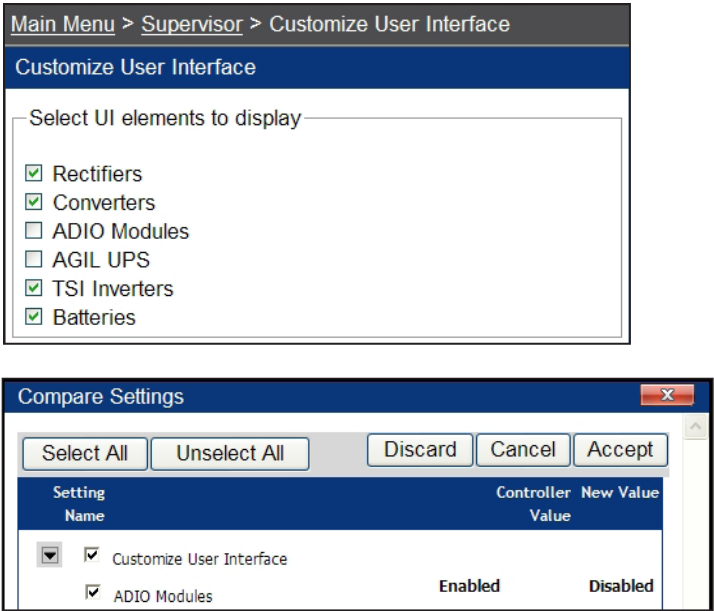 Main Menu > Supervisor > Customize User Interface
Customize User Interface
Select UI elements to display
Rectifiers
Converters
ADIO Modules
AGIL UPS
TSI Inverters
Batteries
Compare Settings
x
Select All Unselect All Discard Cancel Accept
Setting Controller New Value
Name Value
Customize User Interface
ADIO Modules Enabled Disabled